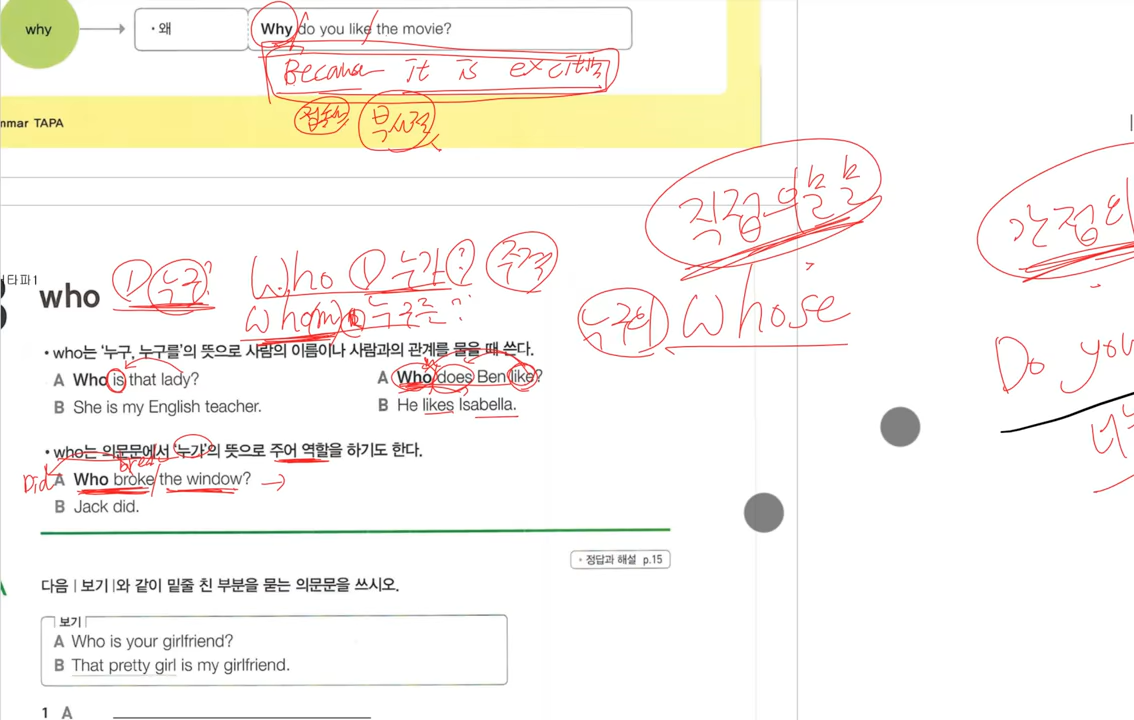 why
· 왜
Why do you like the movie?
Because it is exciting
접속사
부사절
mmar TAPA
직접의문문
간접의
타파1
who
① 누구?
Who ① 누가? 주격
who(m) 누구를?
누구의 Whose
• who는 '누구, 누구를'의 뜻으로 사람의 이름이나 사람과의 관계를 물을 때 쓴다.
A Who is that lady?
B She is my English teacher.
A Who does Ben like?
B He likes Isabella.
Do you
• who는 의문문에서 '누가'의 뜻으로 주어 역할을 하기도 한다.
Did
A Who broke the window? →
B Jack did.
• 정답과 해설 p.15
A
다음 | 보기 |와 같이 밑줄 친 부분을 묻는 의문문을 쓰시오.
보기
A Who is your girlfriend?
B That pretty girl is my girlfriend.
1 A